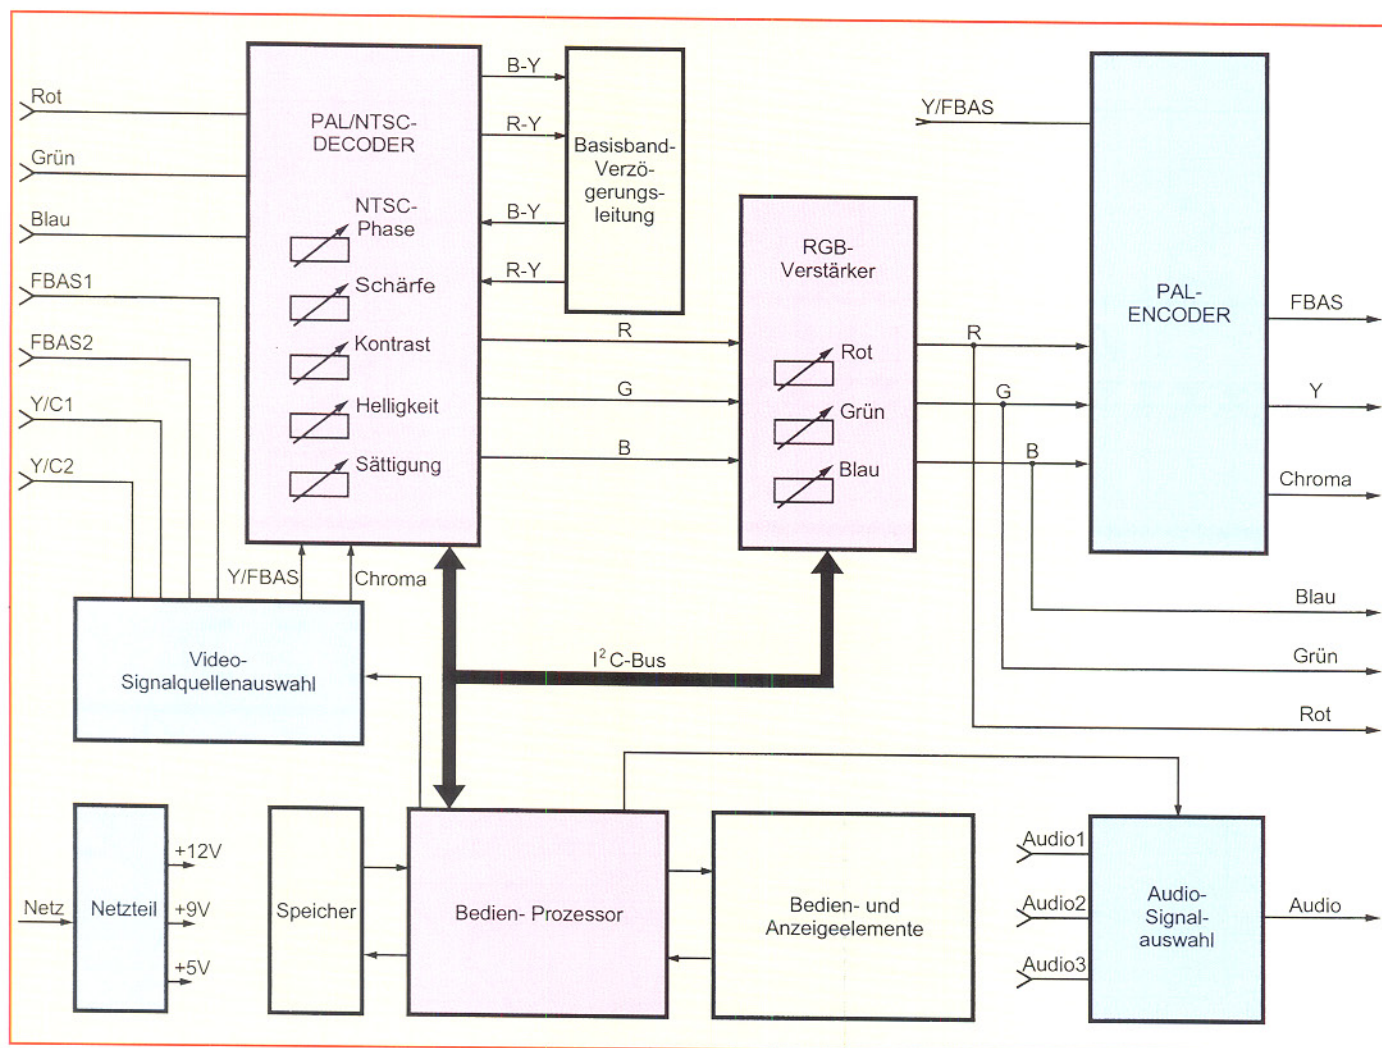 Rot
Grün
Blau
FBAS1
FBAS2
Y/C1
Y/C2
PAL/NTSC-
DECODER
NTSC-
Phase
Schärfe
Kontrast
Helligkeit
Sättigung
B-Y
R-Y
B-Y
R-Y
Basisband-
Verzö-
gerungs-
leitung
R
G
B
RGB-
Verstärker
Rot
Grün
Blau
Y/FBAS
R
G
B
PAL-
ENCODER
FBAS
Y
Chroma
Blau
Grün
Rot
Y/FBAS
Chroma
Video-
Signalquellenauswahl
I²C-Bus
Netz
Netzteil
+12V
+9V
+5V
Speicher
Bedien- Prozessor
Bedien- und
Anzeigeelemente
Audio1
Audio2
Audio3
Audio-
Signal-
auswahl
Audio